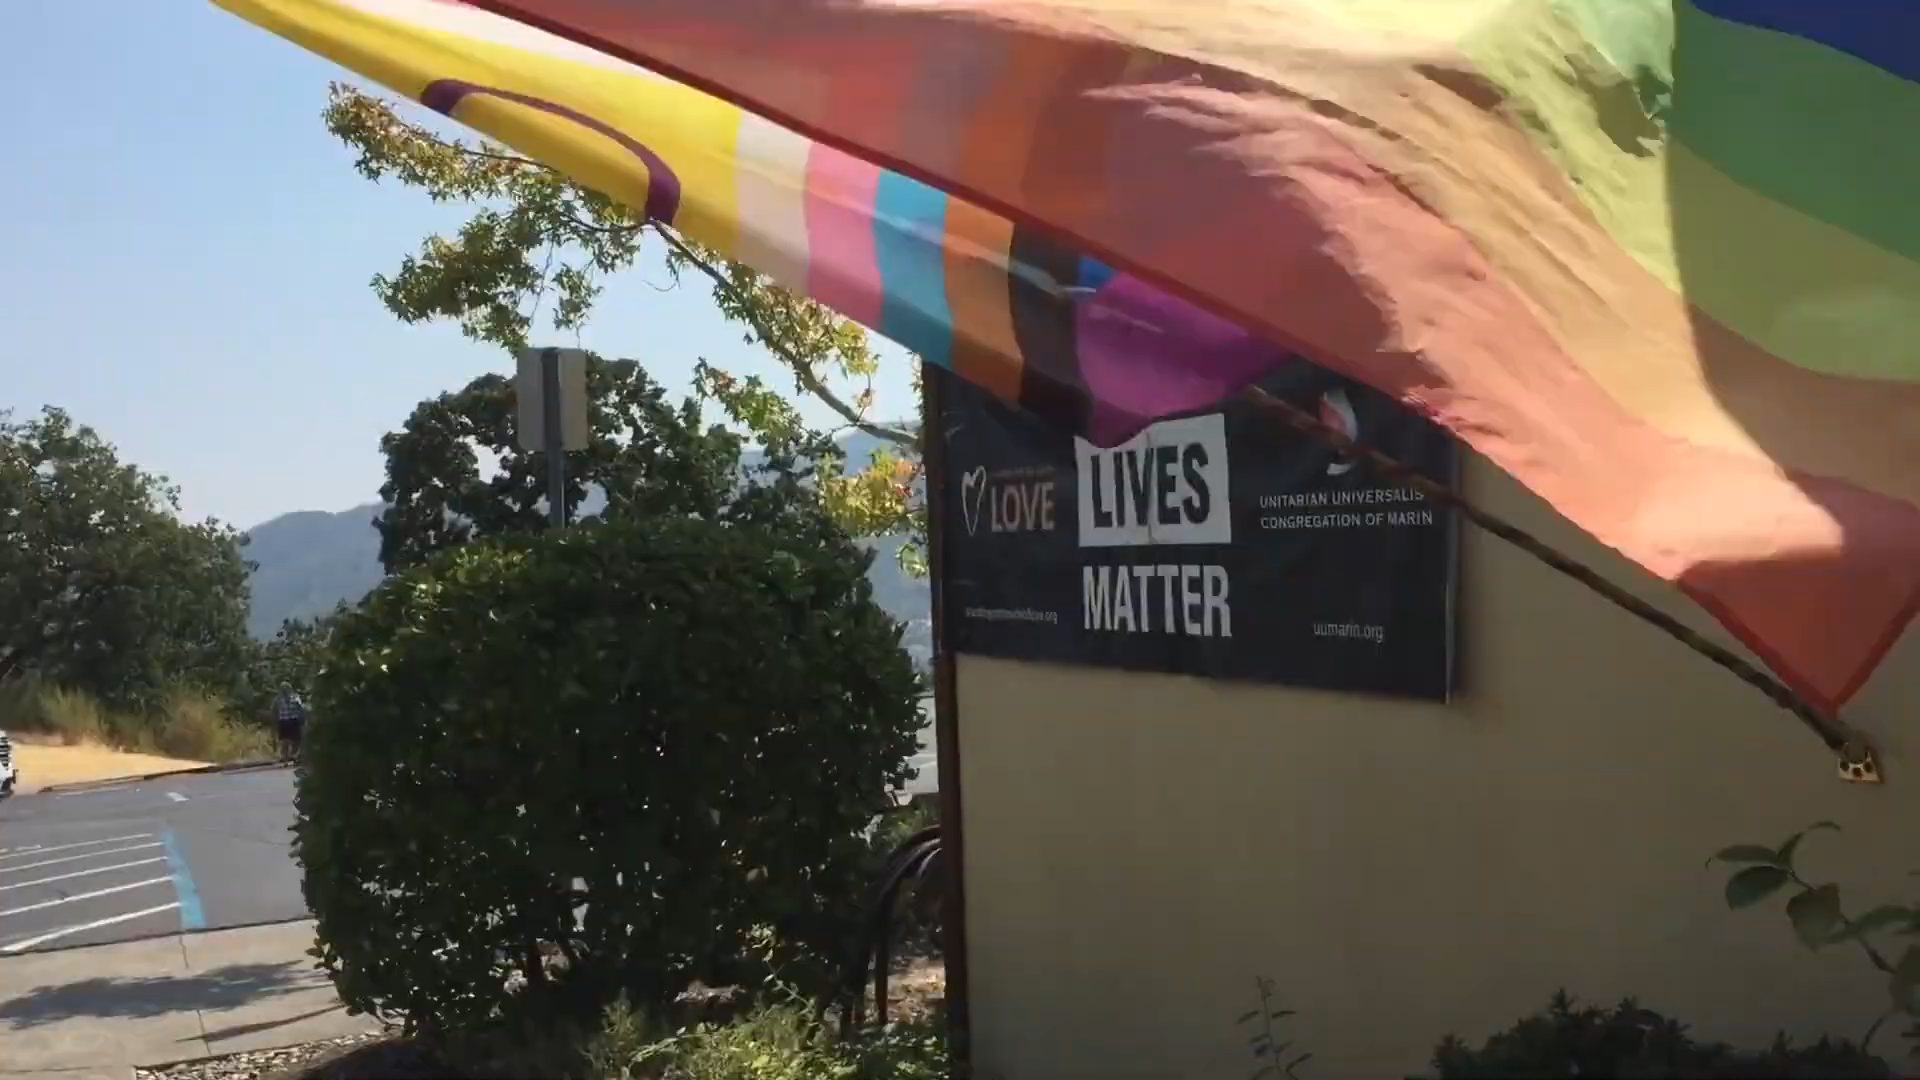 LOVE
LIVES
MATTER
UNITARIAN UNIVERSALIS
CONGREGATION OF MARIN
uumarin.org